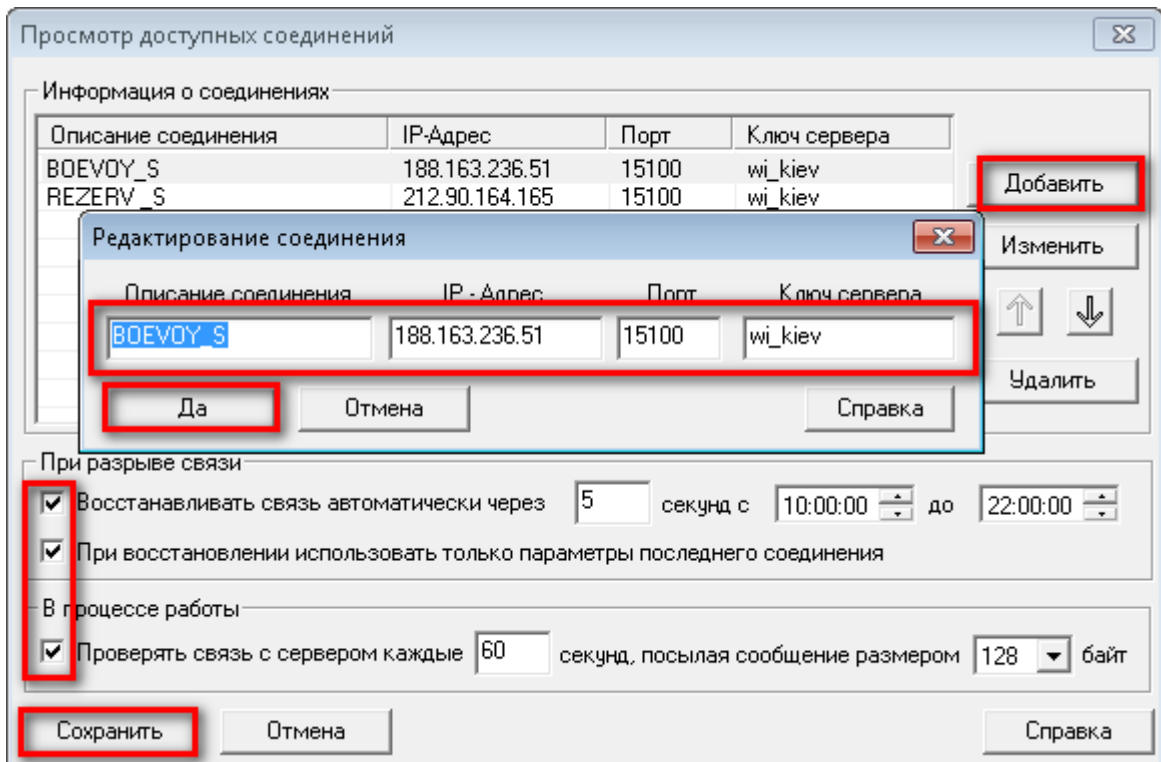 Просмотр доступных соединений
Информация о соединениях
Описание соединения IP-Адрес Порт Ключ сервера
BOEVOY_S 188.163.236.51 15100 wi_kiev
REZERV_S 212.90.164.165 15100 wi_kiev
Добавить
Изменить
Удалить
Редактирование соединения
Описание соединения IP - Адрес Порт Ключ сервера
BOEVOY_S 188.163.236.51 15100 wi_kiev
Да Отмена Справка
При разрыве связи
Восстанавливать связь автоматически через 5 секунд с 10:00:00 до 22:00:00
При восстановлении использовать только параметры последнего соединения
В процессе работы
Проверять связь с сервером каждые 60 секунд, посылая сообщение размером 128 байт
Сохранить Отмена Справка